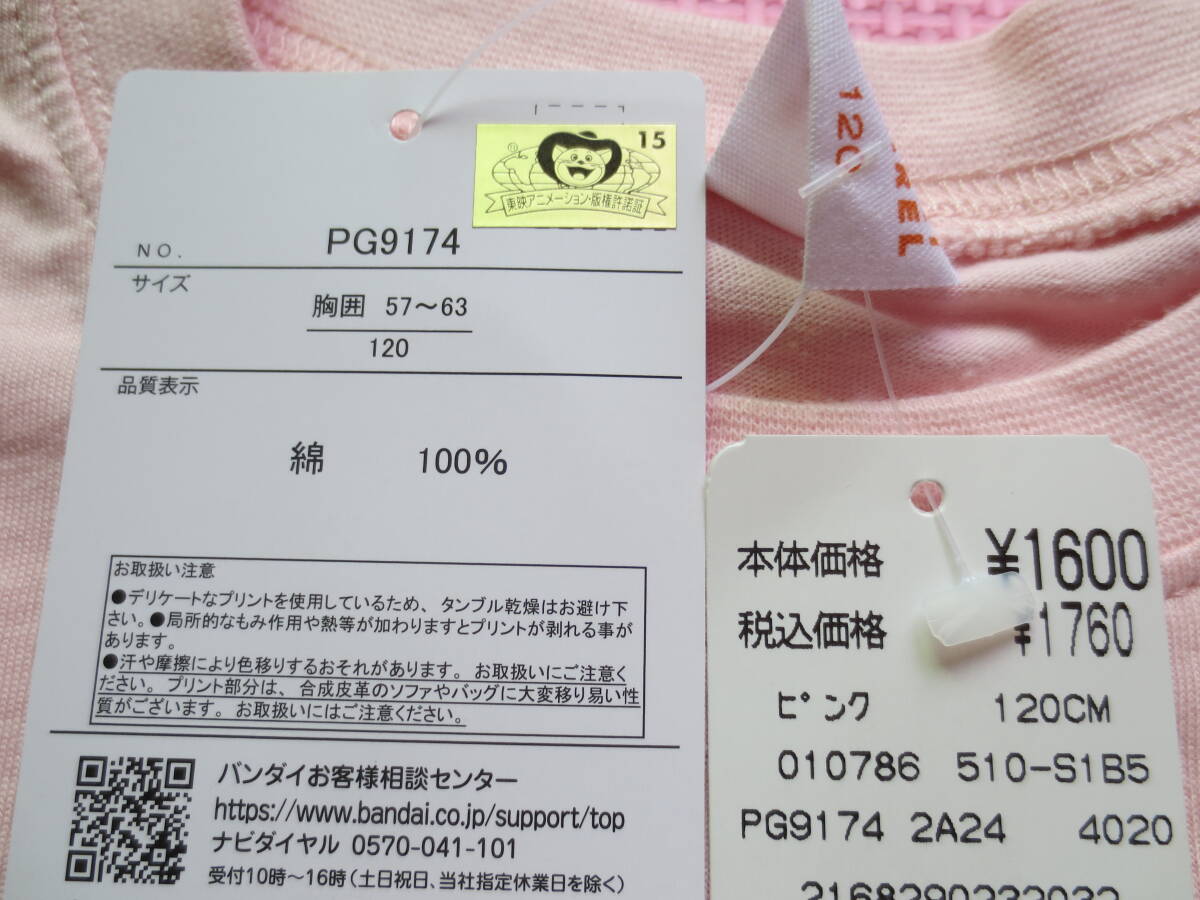 15
東映アニメーション・版権許諾証
NO. PG9174
サイズ
胸囲 57～63
120
品質表示
綿 100%
お取扱い注意
●デリケートなプリントを使用しているため、タンブル乾燥はお避け下
さい。●局所的なもみ作用や熱等が加わりますとプリントが剥れる事が
あります。
●汗や摩擦により色移りするおそれがあります。お取扱いにご注意く
ださい。プリント部分は、合成皮革のソファやバッグに大変移り易い性
質がございます。お取扱いにはご注意ください。
バンダイお客様相談センター
https://www.bandai.co.jp/support/top
ナビダイヤル 0570-041-101
受付10時～16時(土日祝日、当社指定休業日を除く)
120
本体価格 ¥1600
税込価格 ¥1760
ピンク 120CM
010786 510-S1B5
PG9174 2A24 4020